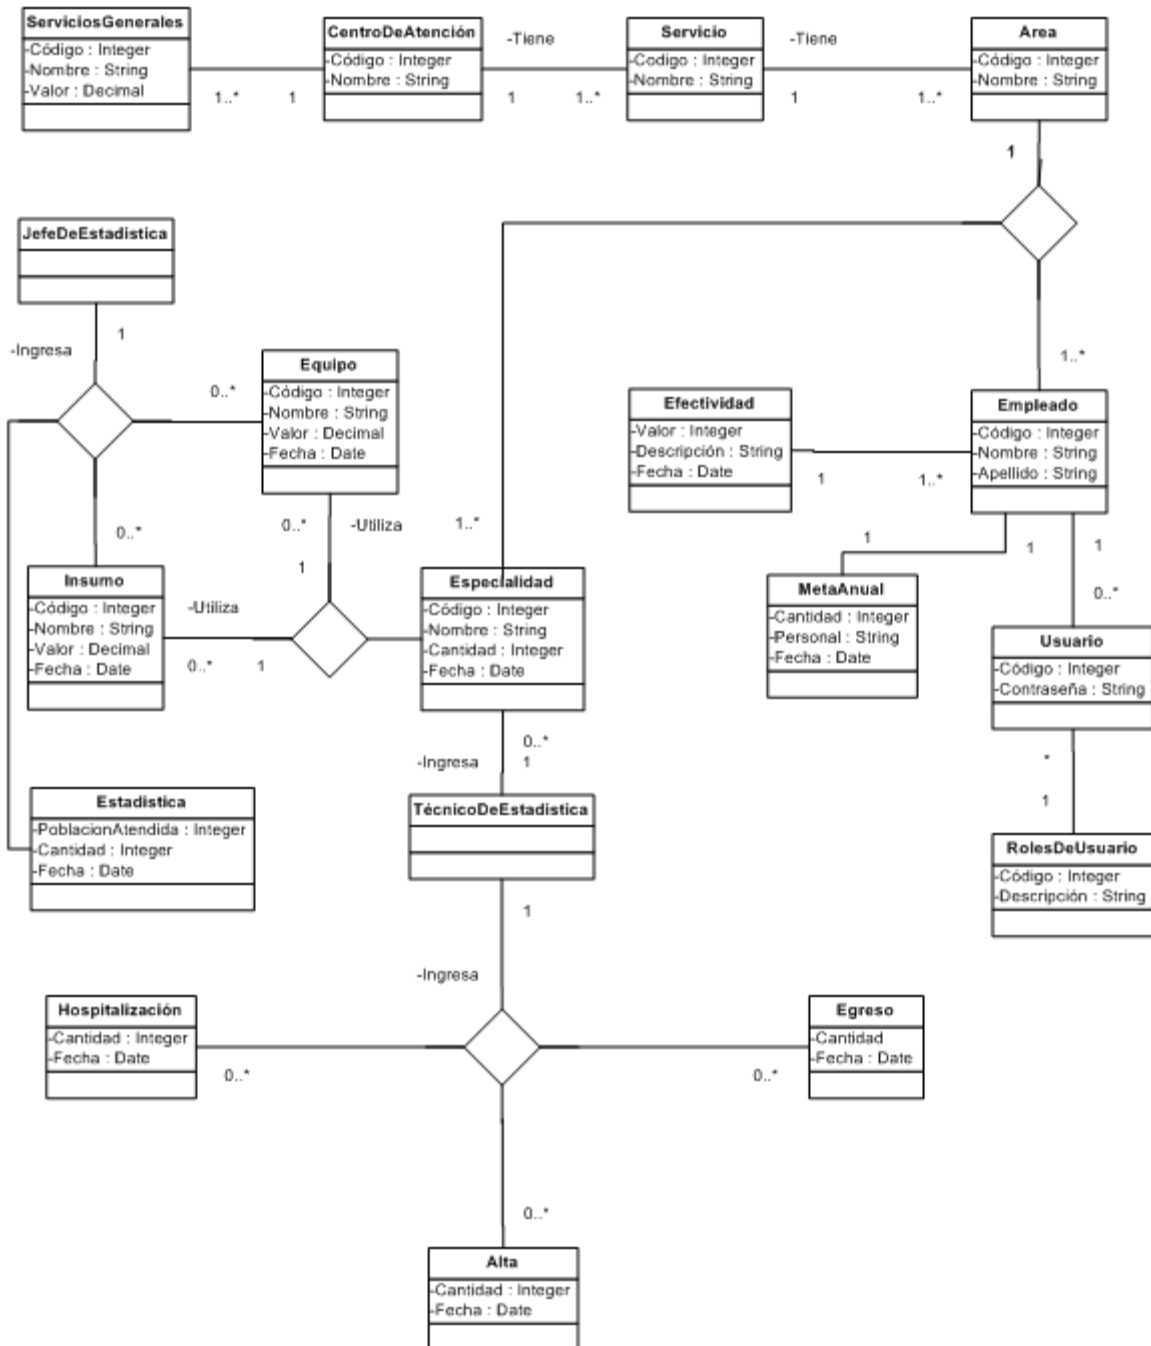 ServiciosGenerales
-Código : Integer
-Nombre : String
-Valor : Decimal
1..*
1
CentroDeAtención
-Código : Integer
-Nombre : String
-Tiene
1
1..*
Servicio
-Codigo : Integer
-Nombre : String
-Tiene
1
1..*
Area
-Código : Integer
-Nombre : String
1
JefeDeEstadistica
1
-Ingresa
0..*
Equipo
-Código : Integer
-Nombre : String
-Valor : Decimal
-Fecha : Date
0..*
-Utiliza
1
0..*
Insumo
-Código : Integer
-Nombre : String
-Valor : Decimal
-Fecha : Date
-Utiliza
0..*
1
1..*
Especialidad
-Código : Integer
-Nombre : String
-Cantidad : Integer
-Fecha : Date
1..*
Efectividad
-Valor : Integer
-Descripción : String
-Fecha : Date
1
1..*
Empleado
-Código : Integer
-Nombre : String
-Apellido : String
1
1
1
0..*
MetaAnual
-Cantidad : Integer
-Personal : String
-Fecha : Date
Usuario
-Código : Integer
-Contraseña : String
*
1
RolesDeUsuario
-Código : Integer
-Descripción : String
0..*
-Ingresa
1
TécnicoDeEstadistica
1
-Ingresa
Estadistica
-PoblacionAtendida : Integer
-Cantidad : Integer
-Fecha : Date
Hospitalización
-Cantidad : Integer
-Fecha : Date
0..*
Egreso
-Cantidad
-Fecha : Date
0..*
0..*
Alta
-Cantidad : Integer
-Fecha : Date